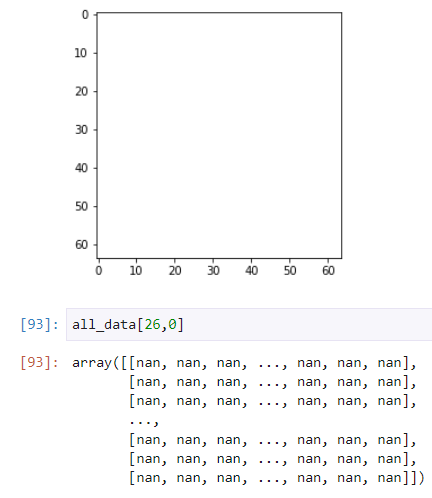 0
10
20
30
40
50
60
0 10 20 30 40 50 60
[93]: all_data[26,0]
[93]: array([[nan, nan, nan, ..., nan, nan, nan],
[nan, nan, nan, ..., nan, nan, nan],
[nan, nan, nan, ..., nan, nan, nan],
...,
[nan, nan, nan, ..., nan, nan, nan],
[nan, nan, nan, ..., nan, nan, nan],
[nan, nan, nan, ..., nan, nan, nan]])